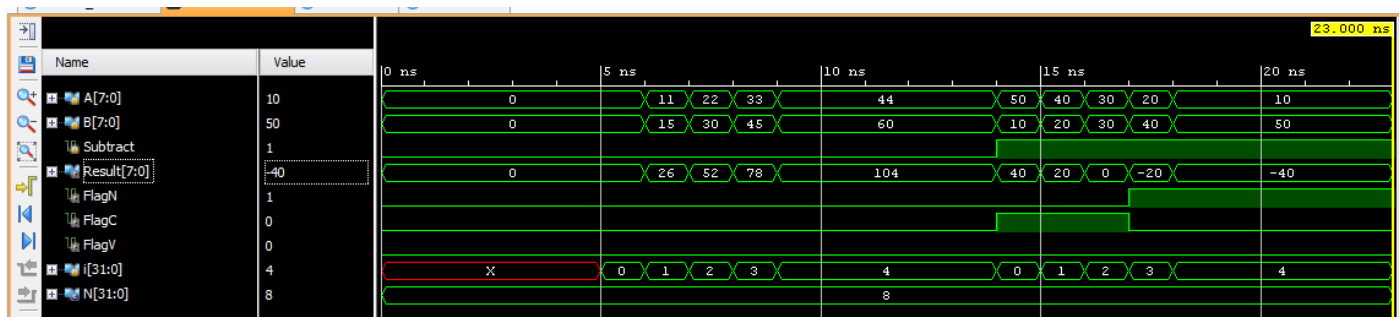 23.000 ns
Name Value
0 ns 5 ns 10 ns 15 ns 20 ns
A[7:0] 10 0 11 22 33 44 50 40 30 20 10
B[7:0] 50 0 15 30 45 60 10 20 30 40 50
Subtract 1
Result[7:0] -40 0 26 52 78 104 40 20 0 -20 -40
FlagN 1
FlagC 0
FlagV 0
i[31:0] 4 X 0 1 2 3 4 0 1 2 3 4
N[31:0] 8 8